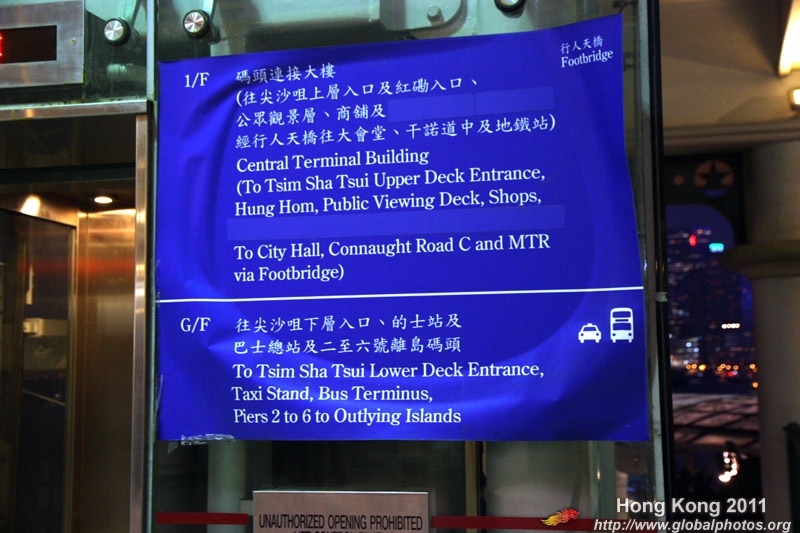 1/F
碼頭連接大樓
(往尖沙咀上層入口及紅磡入口、
公眾觀景層、商舖及
經行人天橋往大會堂、干諾道中及地鐵站)
Central Terminal Building
(To Tsim Sha Tsui Upper Deck Entrance,
Hung Hom, Public Viewing Deck, Shops,
To City Hall, Connaught Road C and MTR
via Footbridge)
行人天橋
Footbridge
G/F
往尖沙咀下層入口、的士站及
巴士總站及二至六號離島碼頭
To Tsim Sha Tsui Lower Deck Entrance,
Taxi Stand, Bus Terminus,
Piers 2 to 6 to Outlying Islands
UNAUTHORIZED OPENING PROHIBITED
Hong Kong 2011
http://www.globalphotos.org